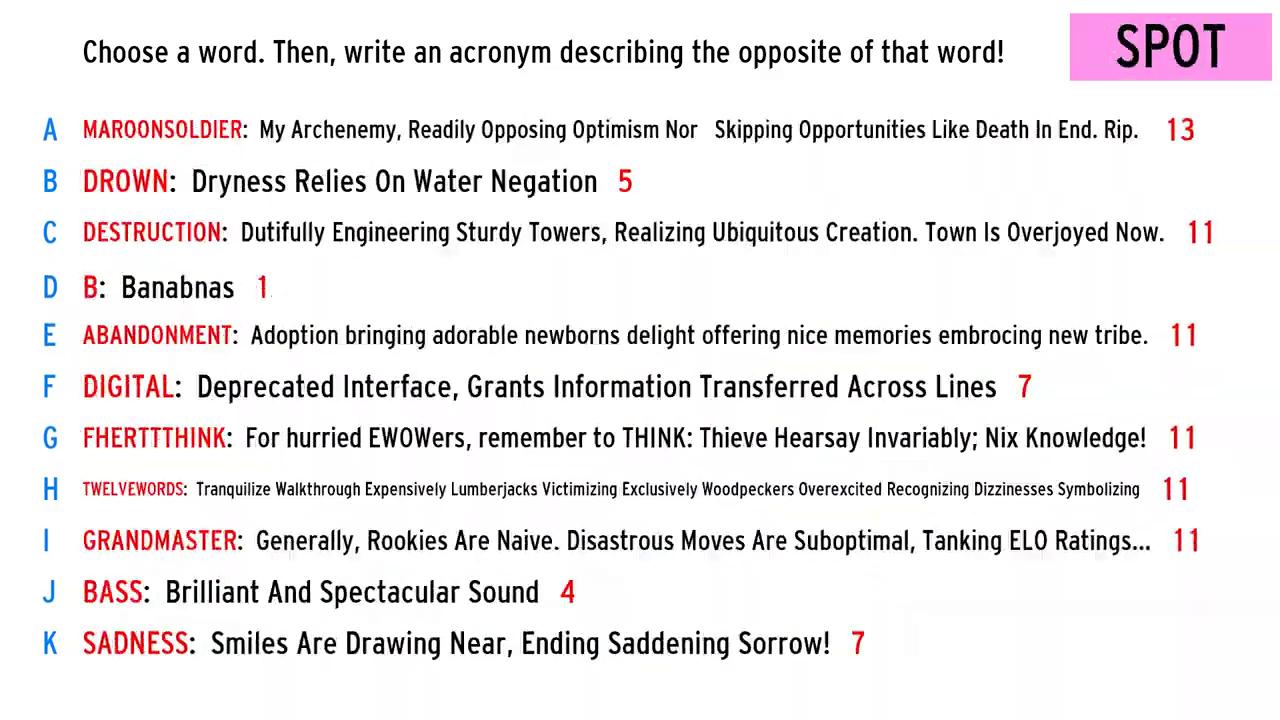 Choose a word. Then, write an acronym describing the opposite of that word!
SPOT
A MAROONSOLDIER: My Archenemy, Readily Opposing Optimism Nor Skipping Opportunities Like Death In End. Rip. 13
B DROWN: Dryness Relies On Water Negation 5
C DESTRUCTION: Dutifully Engineering Sturdy Towers, Realizing Ubiquitous Creation. Town Is Overjoyed Now. 11
D B: Banabnas 1
E ABANDONMENT: Adoption bringing adorable newborns delight offering nice memories embrocing new tribe. 11
F DIGITAL: Deprecated Interface, Grants Information Transferred Across Lines 7
G FHERTTTHINK: For hurried EWOWers, remember to THINK: Thieve Hearsay Invariably; Nix Knowledge! 11
H TWELVEWORDS: Tranquilize Walkthrough Expensively Lumberjacks Victimizing Exclusively Woodpeckers Overexcited Recognizing Dizzinesses Symbolizing 11
I GRANDMASTER: Generally, Rookies Are Naive. Disastrous Moves Are Suboptimal, Tanking ELO Ratings... 11
J BASS: Brilliant And Spectacular Sound 4
K SADNESS: Smiles Are Drawing Near, Ending Saddening Sorrow! 7